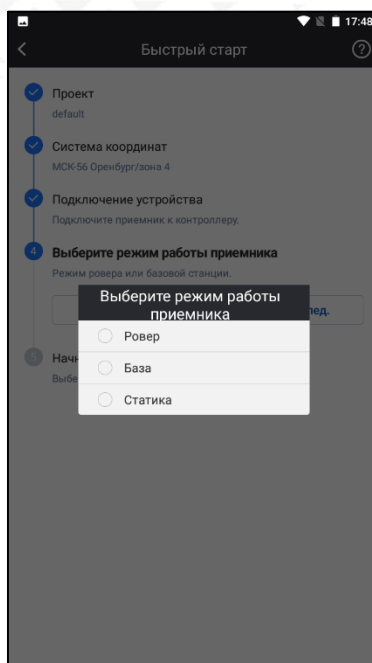 17:48
Быстрый старт
?
Проект
default
Система координат
МСК-56 Оренбург/зона 4
Подключение устройства
Подключите приемник к контроллеру.
4
Выберите режим работы приемника
Режим ровера или базовой станции.
Выберите режим работы
приемника
Ровер
База
Статика
5